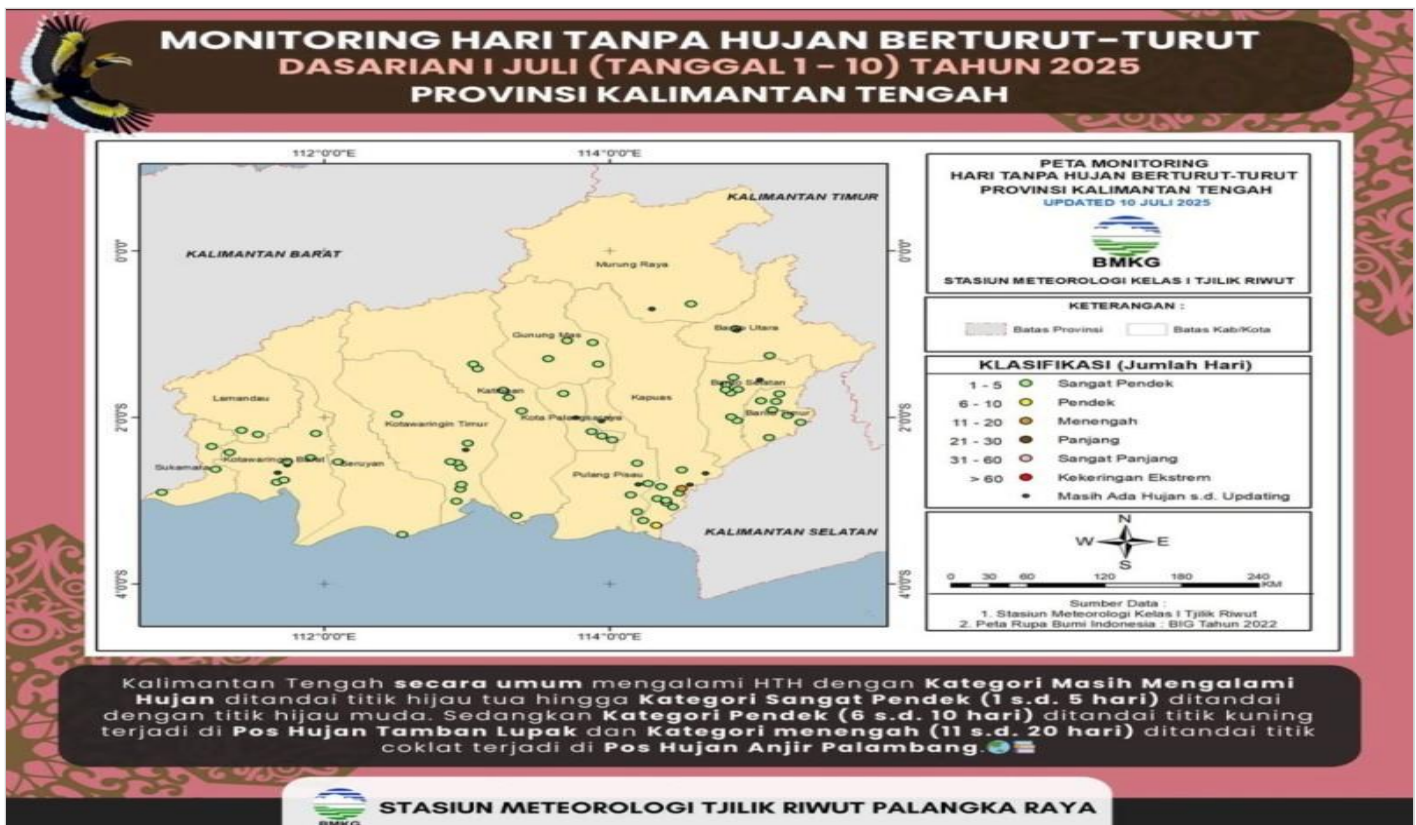 MONITORING HARI TANPA HUJAN BERTURUT-TURUT
DASARIAN I JULI (TANGGAL 1 - 10) TAHUN 2025
PROVINSI KALIMANTAN TENGAH
112°0'0"E
114°0'0"E
0°0'0"
2°0'0"S
4°0'0"S
KALIMANTAN TIMUR
KALIMANTAN BARAT
Murung Raya
Barito Utara
Gunung Mas
Barito Selatan
Katingan
Kapuas
Lamandau
Kota Palangkaraya
Barito Timur
Kotawaringin Timur
Kotawaringin Barat
Seruyan
Sukamara
Pulang Pisau
KALIMANTAN SELATAN
0°0'0"
2°0'0"S
4°0'0"S
112°0'0"E
114°0'0"E
PETA MONITORING
HARI TANPA HUJAN BERTURUT-TURUT
PROVINSI KALIMANTAN TENGAH
UPDATED 10 JULI 2025
BMKG
STASIUN METEOROLOGI KELAS I TJILIK RIWUT
KETERANGAN :
Batas Provinsi Batas Kab/Kota
KLASIFIKASI (Jumlah Hari)
1 - 5 Sangat Pendek
6 - 10 Pendek
11 - 20 Menengah
21 - 30 Panjang
31 - 60 Sangat Panjang
> 60 Kekeringan Ekstrem
Masih Ada Hujan s.d. Updating
N
W E
S
0 30 60 120 180 240
KM
Sumber Data :
1. Stasiun Meteorologi Kelas I Tjilik Riwut
2. Peta Rupa Bumi Indonesia : BIG Tahun 2022
Kalimantan Tengah secara umum mengalami HTH dengan Kategori Masih Mengalami
Hujan ditandai titik hijau tua hingga Kategori Sangat Pendek (1 s.d. 5 hari) ditandai
dengan titik hijau muda. Sedangkan Kategori Pendek (6 s.d. 10 hari) ditandai titik kuning
terjadi di Pos Hujan Tamban Lupak dan Kategori menengah (11 s.d. 20 hari) ditandai titik
coklat terjadi di Pos Hujan Anjir Palambang.
BMKG
STASIUN METEOROLOGI TJILIK RIWUT PALANGKA RAYA